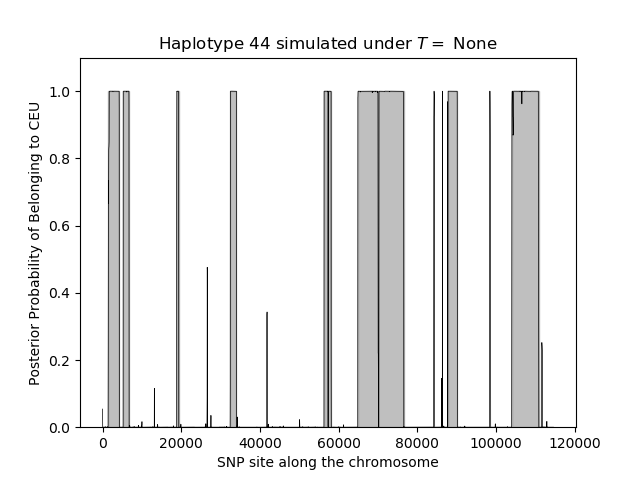 Haplotype 44 simulated under T = None
Posterior Probability of Belonging to CEU
1.0
0.8
0.6
0.4
0.2
0.0
0 20000 40000 60000 80000 100000 120000
SNP site along the chromosome